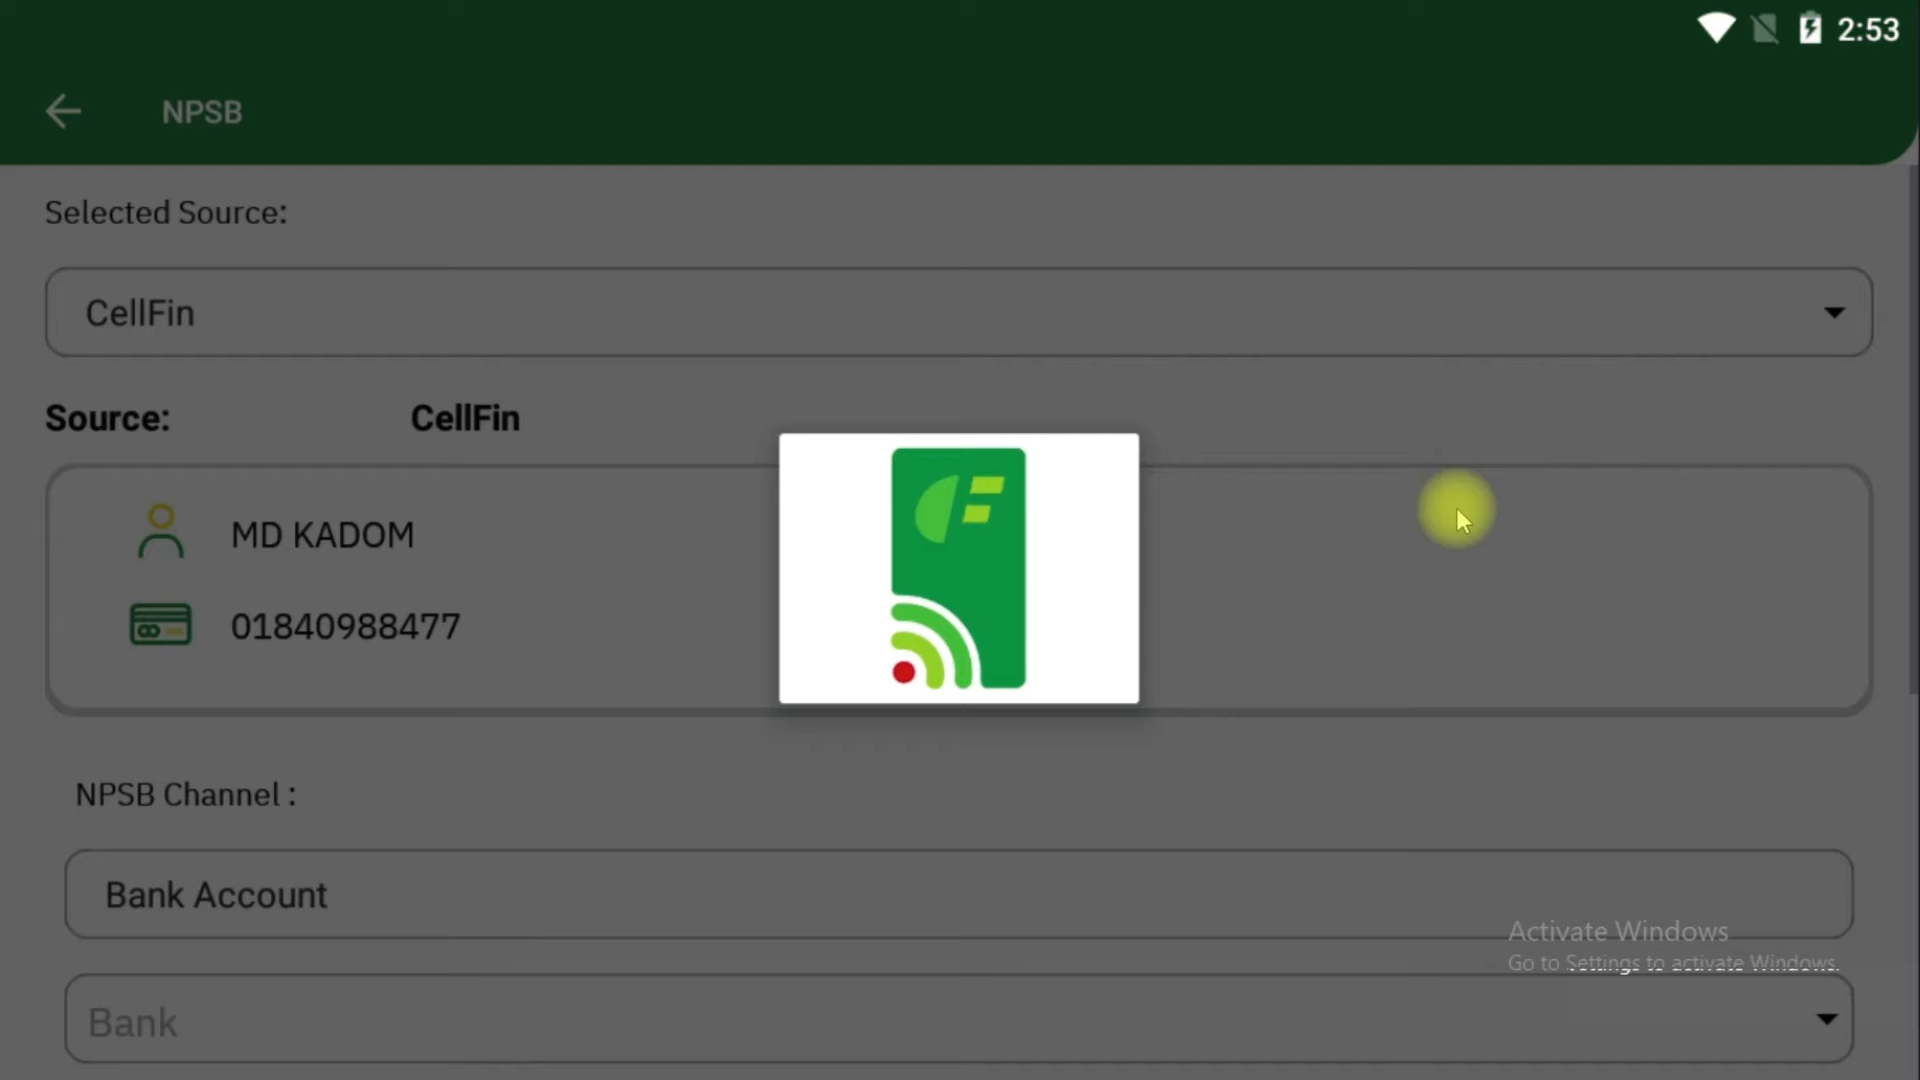 2:53
NPSB
Selected Source:
CellFin
Source: CellFin
MD KADOM
01840988477
NPSB Channel :
Bank Account
Activate Windows
Go to Settings to activate Windows.
Bank